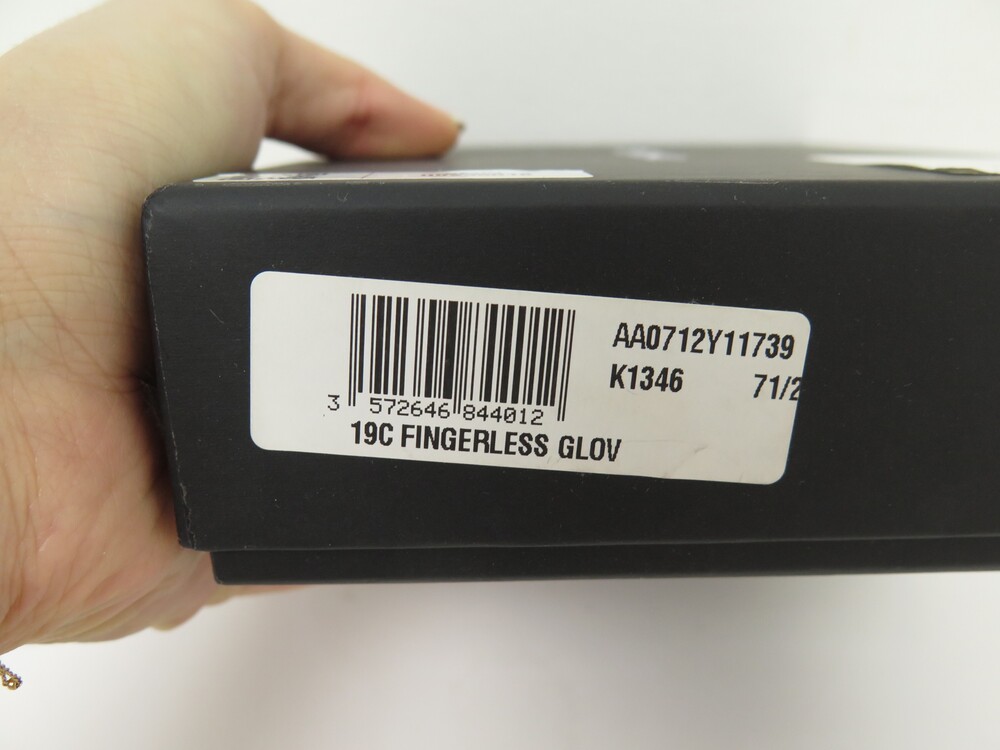 AA0712Y11739
K1346 71/2
3 572646 844012
19C FINGERLESS GLOV